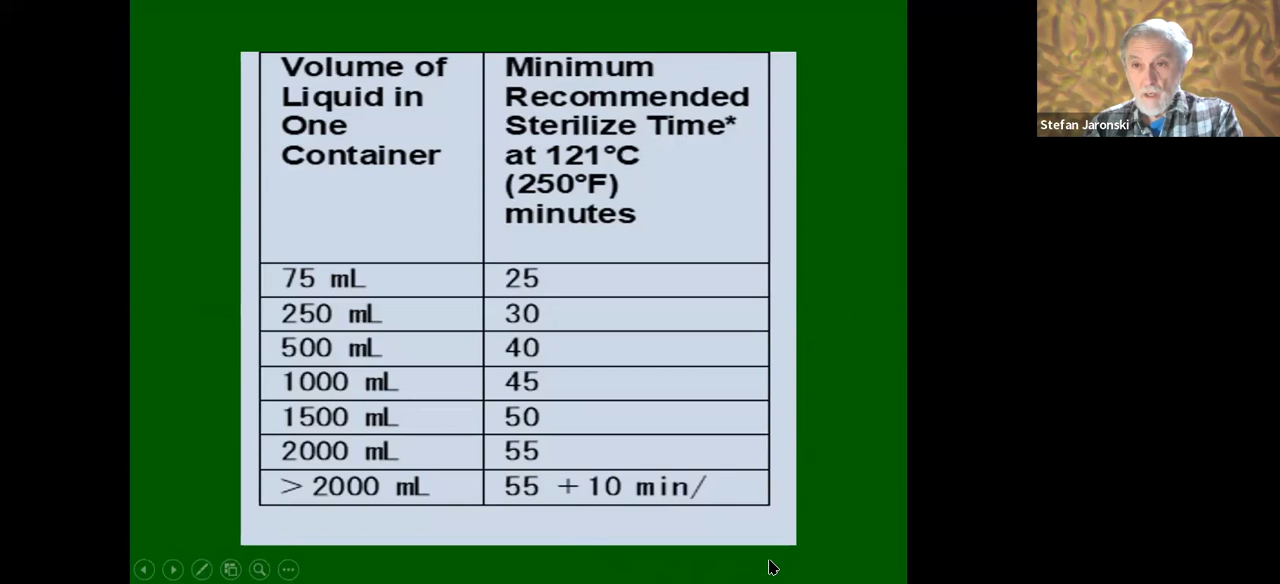 Volume of
Liquid in
One
Container
Minimum
Recommended
Sterilize Time*
at 121°C
(250°F)
minutes
75 mL 25
250 mL 30
500 mL 40
1000 mL 45
1500 mL 50
2000 mL 55
> 2000 mL 55 +10 min/
Stefan Jaronski